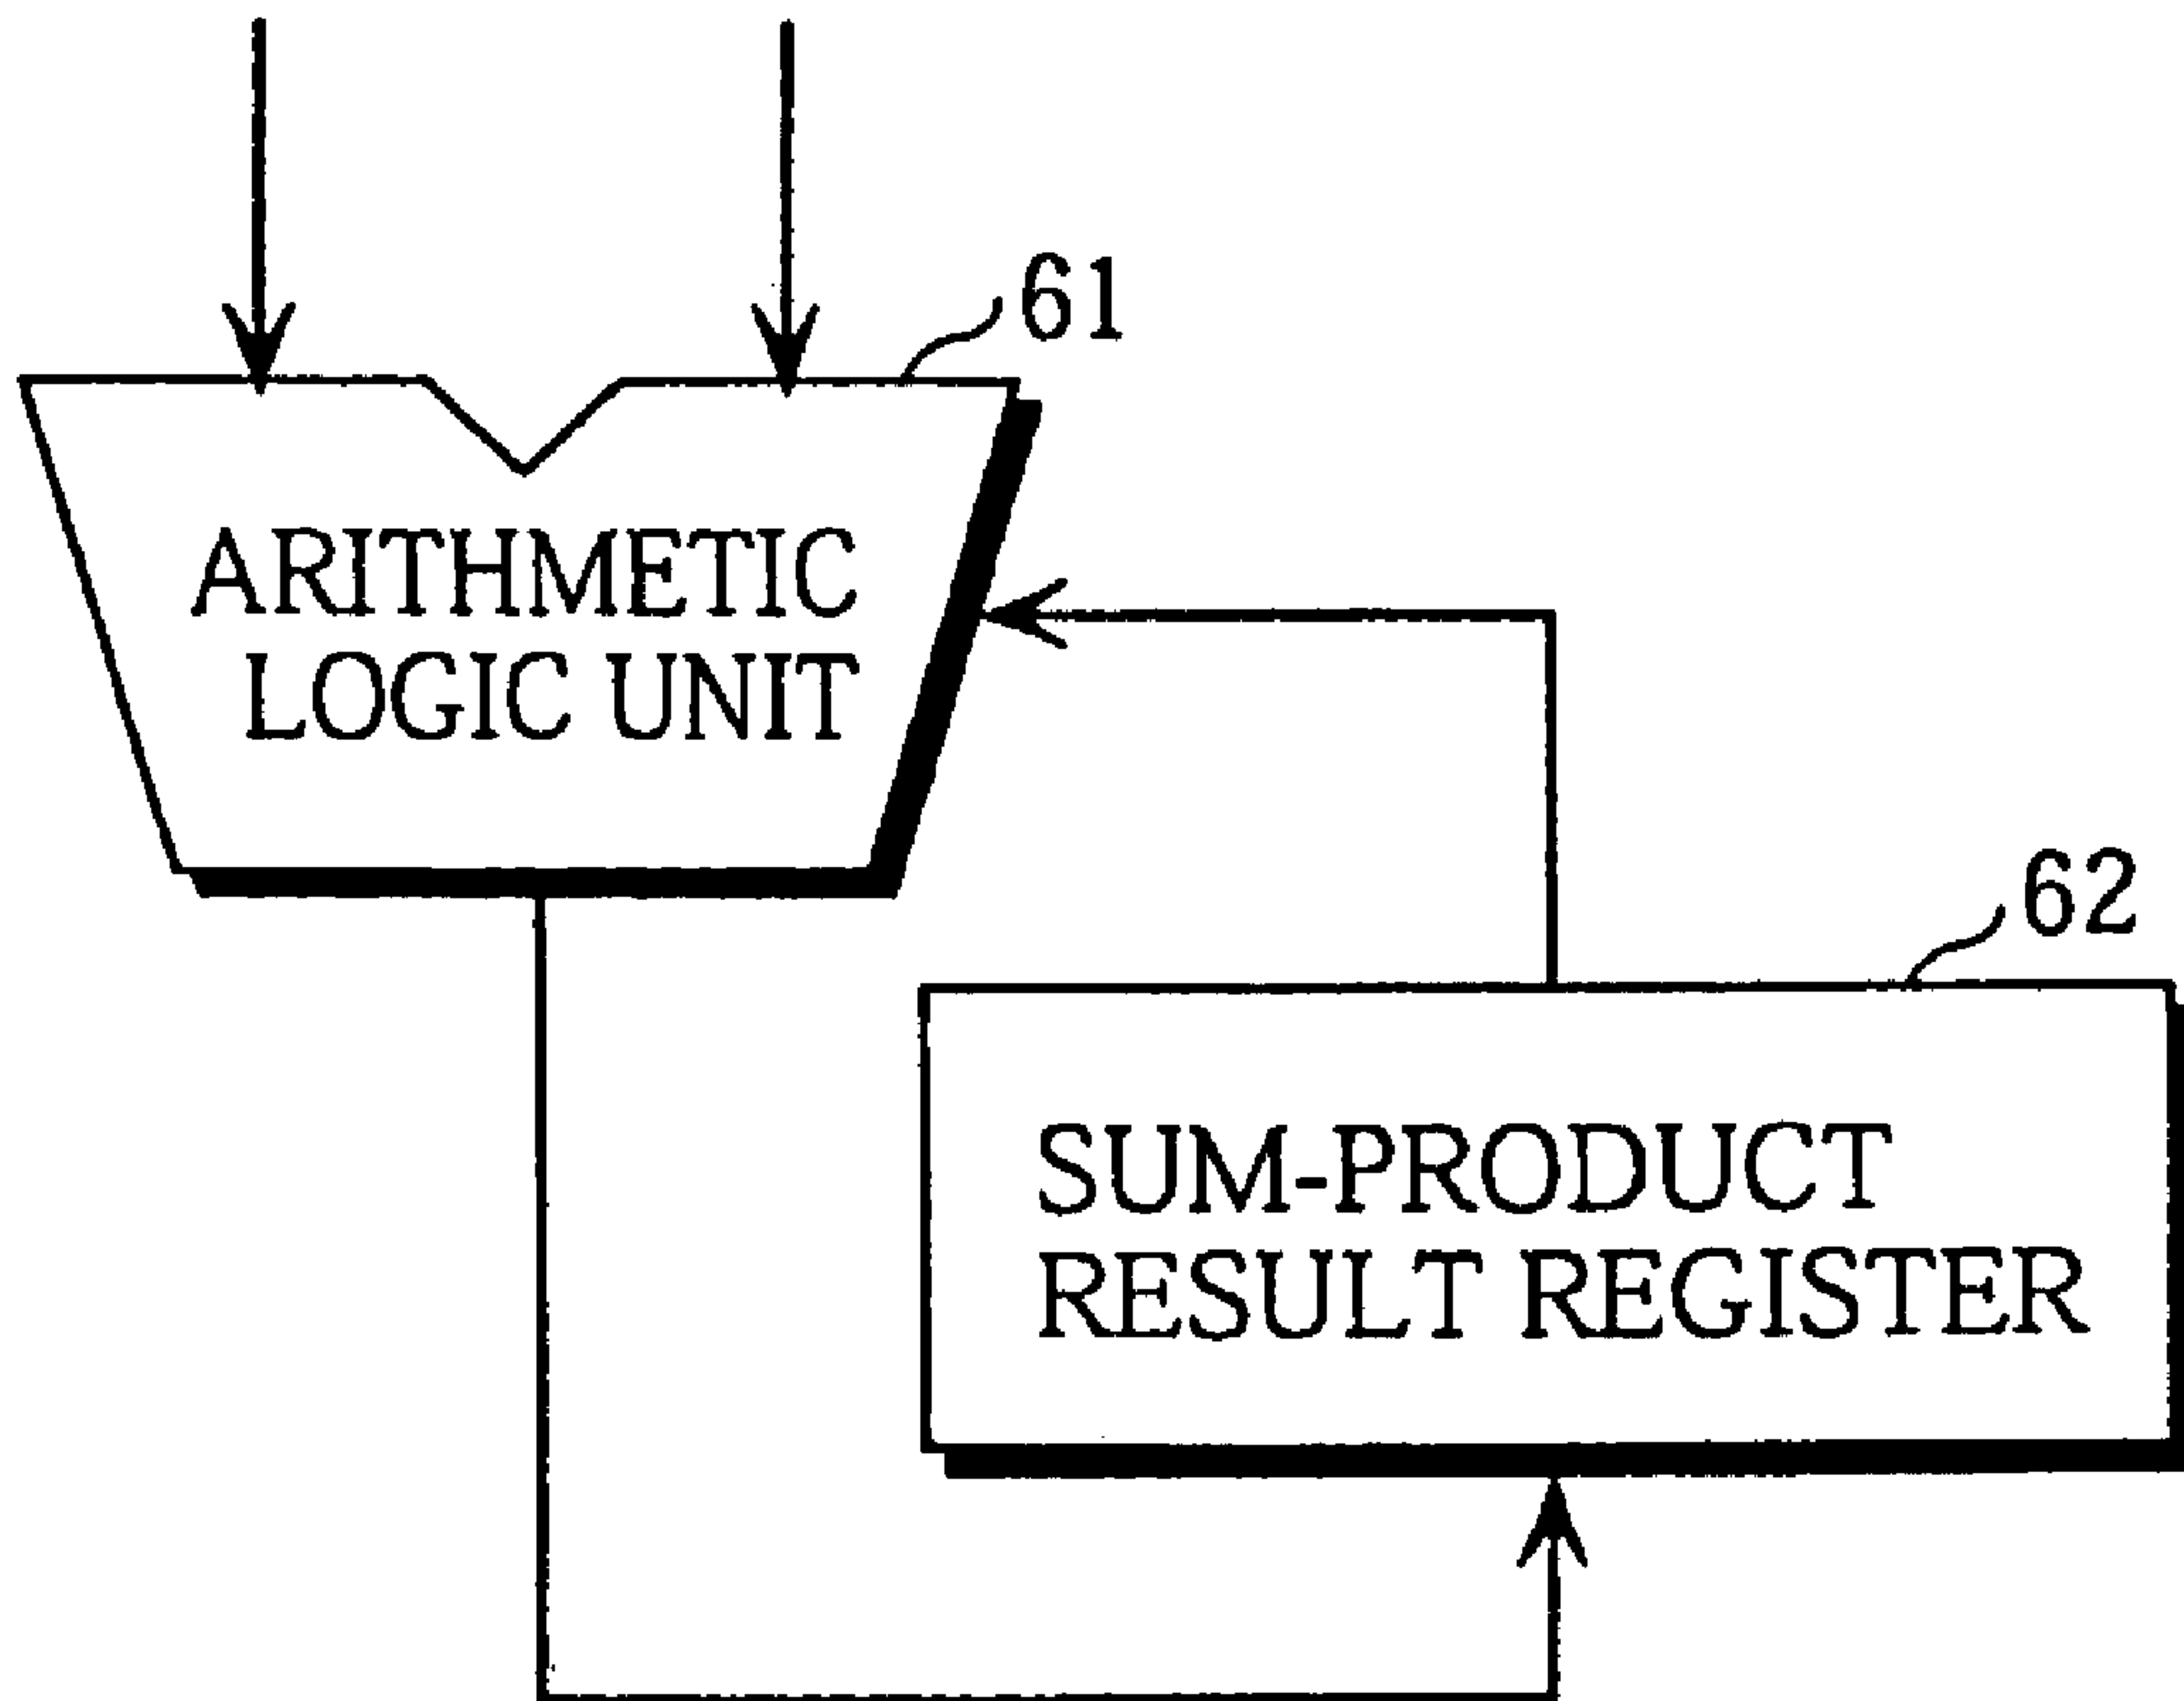 61
ARITHMETIC
LOGIC UNIT
62
SUM-PRODUCT
RESULT REGISTER